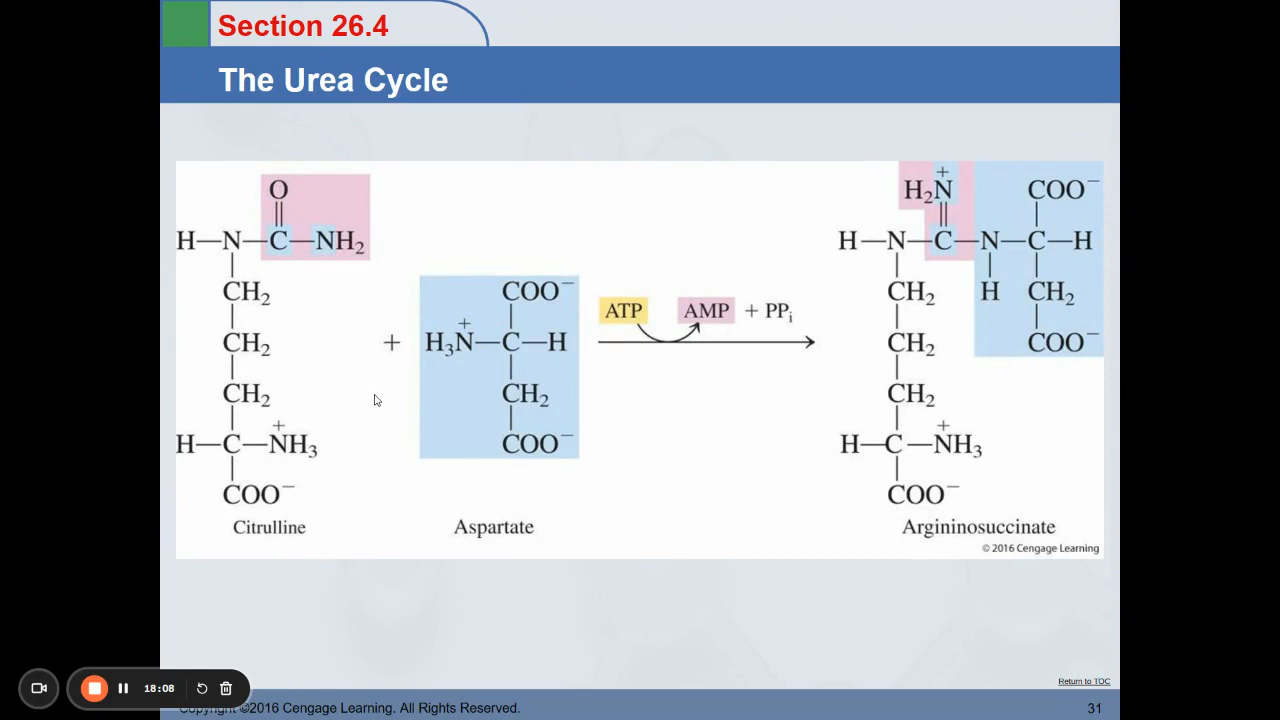 Section 26.4
The Urea Cycle
O
H—N—C—NH₂
CH₂
CH₂
CH₂
H—C—NH₃
+
COO⁻
Citrulline
+
COO⁻
+
H₃N—C—H
CH₂
COO⁻
Aspartate
ATP
AMP + PPᵢ
+
H₂N
COO⁻
H—N—C—N—C—H
CH₂
H
CH₂
CH₂
COO⁻
CH₂
+
H—C—NH₃
COO⁻
Argininosuccinate
© 2016 Cengage Learning
Return to TOC
18:08
Copyright ©2016 Cengage Learning. All Rights Reserved.
31